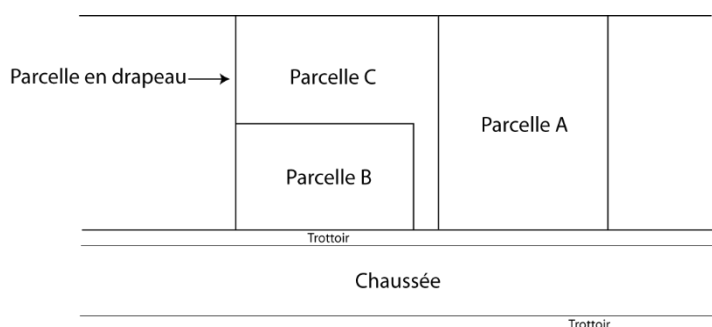 Parcelle en drapeau
Parcelle C
Parcelle A
Parcelle B
Trottoir
Chaussée
Trottoir